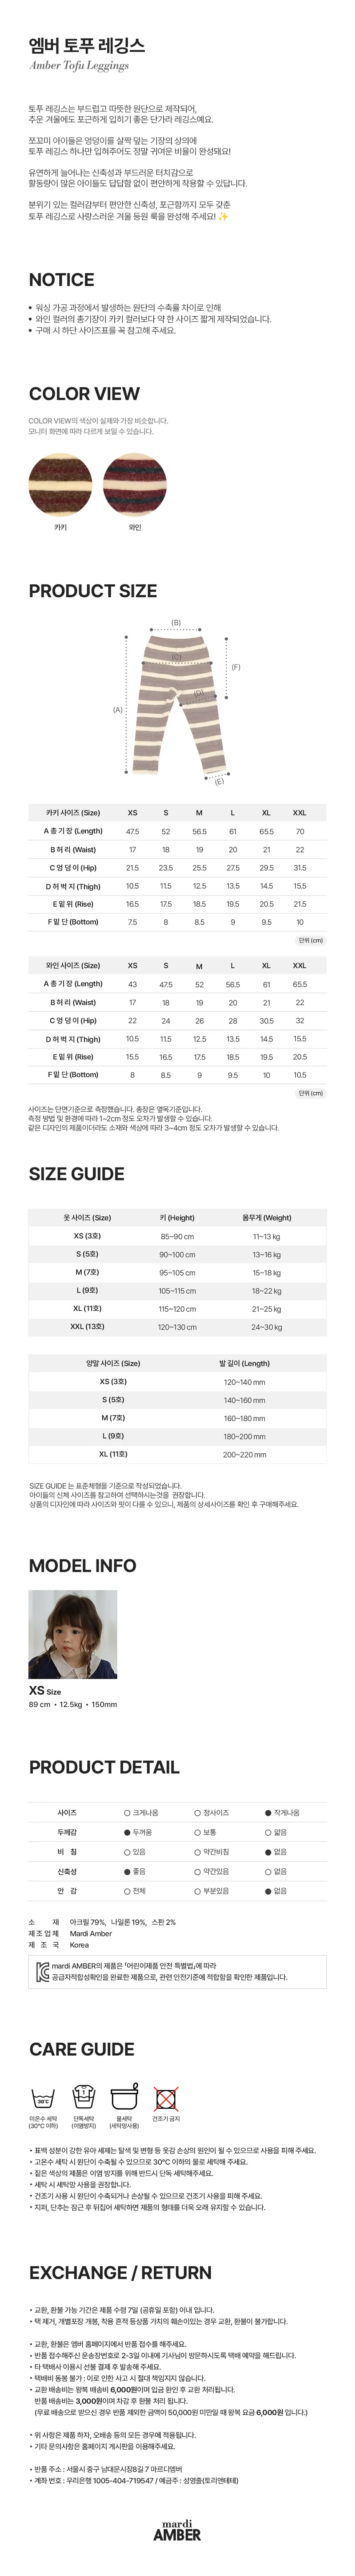 엠버 토푸 레깅스
Amber Tofu Leggings
토푸 레깅스는 부드럽고 따뜻한 원단으로 제작되어,
추운 겨울에도 포근하게 입히기 좋은 단가라 레깅스예요.
쪼꼬미 아이들은 엉덩이를 살짝 덮는 기장의 상의에
토푸 레깅스 하나만 입혀주어도 정말 귀여운 비율이 완성돼요!
유연하게 늘어나는 신축성과 부드러운 터치감으로
활동량이 많은 아이들도 답답함 없이 편안하게 착용할 수 있답니다.
분위기 있는 컬러감부터 편안한 신축성, 포근함까지 모두 갖춘
토푸 레깅스로 사랑스러운 겨울 등원 룩을 완성해 주세요! ✨
NOTICE
• 워싱 가공 과정에서 발생하는 원단의 수축률 차이로 인해
• 와인 컬러의 총기장이 카키 컬러보다 약 한 사이즈 짧게 제작되었습니다.
• 구매 시 하단 사이즈표를 꼭 참고해 주세요.
COLOR VIEW
COLOR VIEW의 색상이 실제와 가장 비슷합니다.
모니터 화면에 따라 다르게 보일 수 있습니다.
카키 와인
PRODUCT SIZE
(B)
(C)
(F)
(D)
(A)
(E)
카키 사이즈 (Size) XS S M L XL XXL
A 총 기 장 (Length) 47.5 52 56.5 61 65.5 70
B 허 리 (Waist) 17 18 19 20 21 22
C 엉 덩 이 (Hip) 21.5 23.5 25.5 27.5 29.5 31.5
D 허 벅 지 (Thigh) 10.5 11.5 12.5 13.5 14.5 15.5
E 밑 위 (Rise) 16.5 17.5 18.5 19.5 20.5 21.5
F 밑 단 (Bottom) 7.5 8 8.5 9 9.5 10
단위 (cm)
와인 사이즈 (Size) XS S M L XL XXL
A 총 기 장 (Length) 43 47.5 52 56.5 61 65.5
B 허 리 (Waist) 17 18 19 20 21 22
C 엉 덩 이 (Hip) 22 24 26 28 30.5 32
D 허 벅 지 (Thigh) 10.5 11.5 12.5 13.5 14.5 15.5
E 밑 위 (Rise) 15.5 16.5 17.5 18.5 19.5 20.5
F 밑 단 (Bottom) 8 8.5 9 9.5 10 10.5
단위 (cm)
사이즈는 단면기준으로 측정했습니다. 총장은 옆목기준입니다.
측정 방법 및 환경에 따라 1~2cm 정도 오차가 발생할 수 있습니다.
같은 디자인의 제품이더라도 소재와 색상에 따라 3~4cm 정도 오차가 발생할 수 있습니다.
SIZE GUIDE
옷 사이즈 (Size) 키 (Height) 몸무게 (Weight)
XS (3호) 85~90 cm 11~13 kg
S (5호) 90~100 cm 13~16 kg
M (7호) 95~105 cm 15~18 kg
L (9호) 105~115 cm 18~22 kg
XL (11호) 115~120 cm 21~25 kg
XXL (13호) 120~130 cm 24~30 kg
양말 사이즈 (Size) 발 길이 (Length)
XS (3호) 120~140 mm
S (5호) 140~160 mm
M (7호) 160~180 mm
L (9호) 180~200 mm
XL (11호) 200~220 mm
SIZE GUIDE 는 표준체형을 기준으로 작성되었습니다.
아이들의 신체 사이즈를 참고하여 선택하시는것을 권장합니다.
상품의 디자인에 따라 사이즈와 핏이 다를 수 있으니, 제품의 상세사이즈를 확인 후 구매해주세요.
MODEL INFO
XS Size
89 cm • 12.5kg • 150mm
PRODUCT DETAIL
사이즈 ○ 크게나옴 ○ 정사이즈 ● 작게나옴
두께감 ● 두꺼움 ○ 보통 ○ 얇음
비 침 ○ 있음 ○ 약간비침 ● 없음
신축성 ● 좋음 ○ 약간있음 ○ 없음
안 감 ○ 전체 ○ 부분있음 ● 없음
소 재 아크릴 79%, 나일론 19%, 스판 2%
제조업체 Mardi Amber
제 조 국 Korea
mardi AMBER의 제품은 「어린이제품 안전 특별법」에 따라
공급자적합성확인을 완료한 제품으로, 관련 안전기준에 적합함을 확인한 제품입니다.
CARE GUIDE
30°C 1
미온수 세탁 단독세탁 울세탁 건조기 금지
(30°C 이하) (이염방지) (세탁망사용)
• 표백 성분이 강한 유아 세제는 탈색 및 변형 등 옷감 손상의 원인이 될 수 있으므로 사용을 피해 주세요.
• 고온수 세탁 시 원단이 수축될 수 있으므로 30°C 이하의 물로 세탁해 주세요.
• 짙은 색상의 제품은 이염 방지를 위해 반드시 단독 세탁해주세요.
• 세탁 시 세탁망 사용을 권장합니다.
• 건조기 사용 시 원단이 수축되거나 손상될 수 있으므로 건조기 사용을 피해 주세요.
• 지퍼, 단추는 잠근 후 뒤집어 세탁하면 제품의 형태를 더욱 오래 유지할 수 있습니다.
EXCHANGE / RETURN
• 교환, 환불 가능 기간은 제품 수령 7일 (공휴일 포함) 이내 입니다.
• 택 제거, 개별포장 개봉, 착용 흔적 등상품 가치의 훼손이있는 경우 교환, 환불이 불가합니다.
• 교환, 환불은 엠버 홈페이지에서 반품 접수를 해주세요.
• 반품 접수해주신 운송장번호로 2-3일 이내에 기사님이 방문하시도록 택배 예약을 해드립니다.
• 타 택배사 이용시 선불 결제 후 발송해 주세요.
• 택배비 동봉 불가 : 이로 인한 사고 시 절대 책임지지 않습니다.
• 교환 배송비는 왕복 배송비 6,000원이며 입금 환인 후 교환 처리됩니다.
반품 배송비는 3,000원이며 차감 후 환불 처리 됩니다.
(무료 배송으로 받으신 경우 반품 제외한 금액이 50,000원 미만일 때 왕복 요금 6,000원 입니다.)
• 위 사항은 제품 하자, 오배송 등의 모든 경우에 적용됩니다.
• 기타 문의사항은 홈페이지 게시판을 이용해주세요.
• 반품 주소 : 서울시 중구 남대문시장8길 7 마르디엠버
• 계좌 번호 : 우리은행 1005-404-719547 / 예금주 : 성영출(토리앤테테)
mardi
AMBER